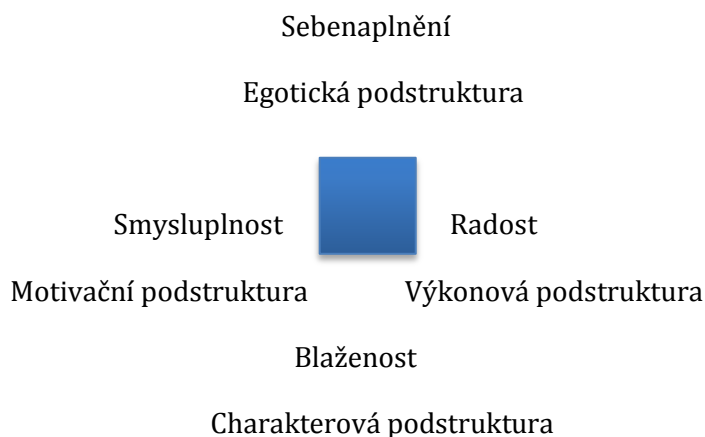 Sebenaplnění
Egotická podstruktura
Smysluplnost Radost
Motivační podstruktura Výkonová podstruktura
Blaženost
Charakterová podstruktura